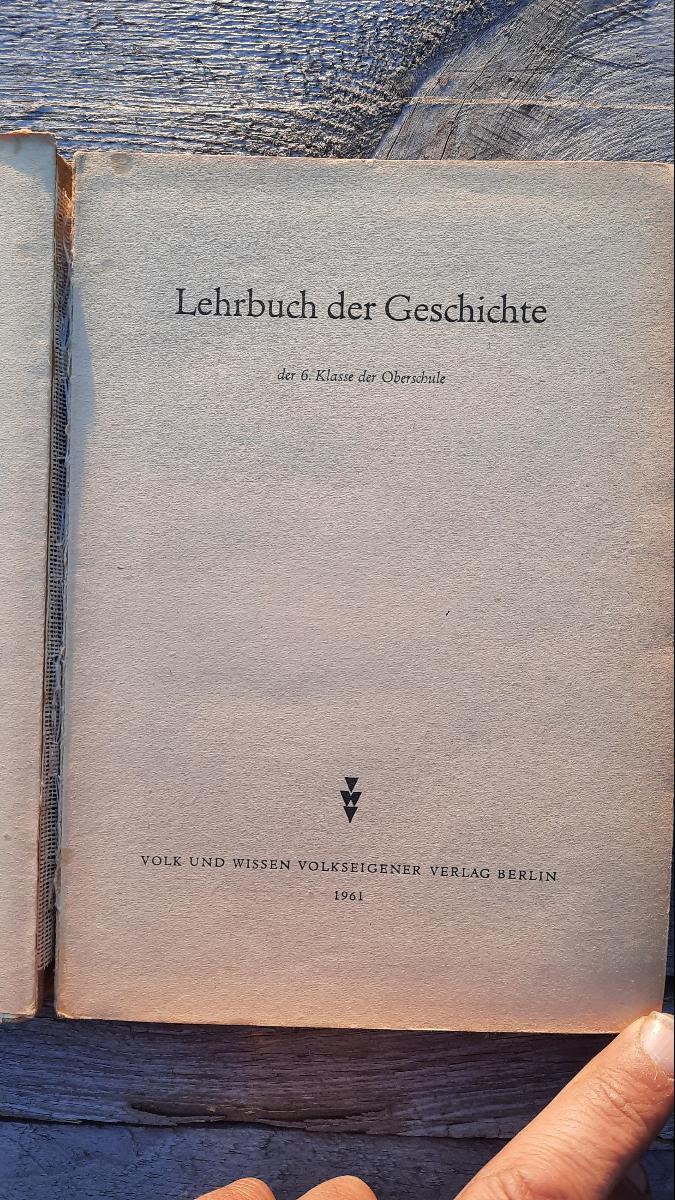 Lehrbuch der Geschichte
der 6. Klasse der Oberschule
VOLK UND WISSEN VOLKSEIGENER VERLAG BERLIN
1961